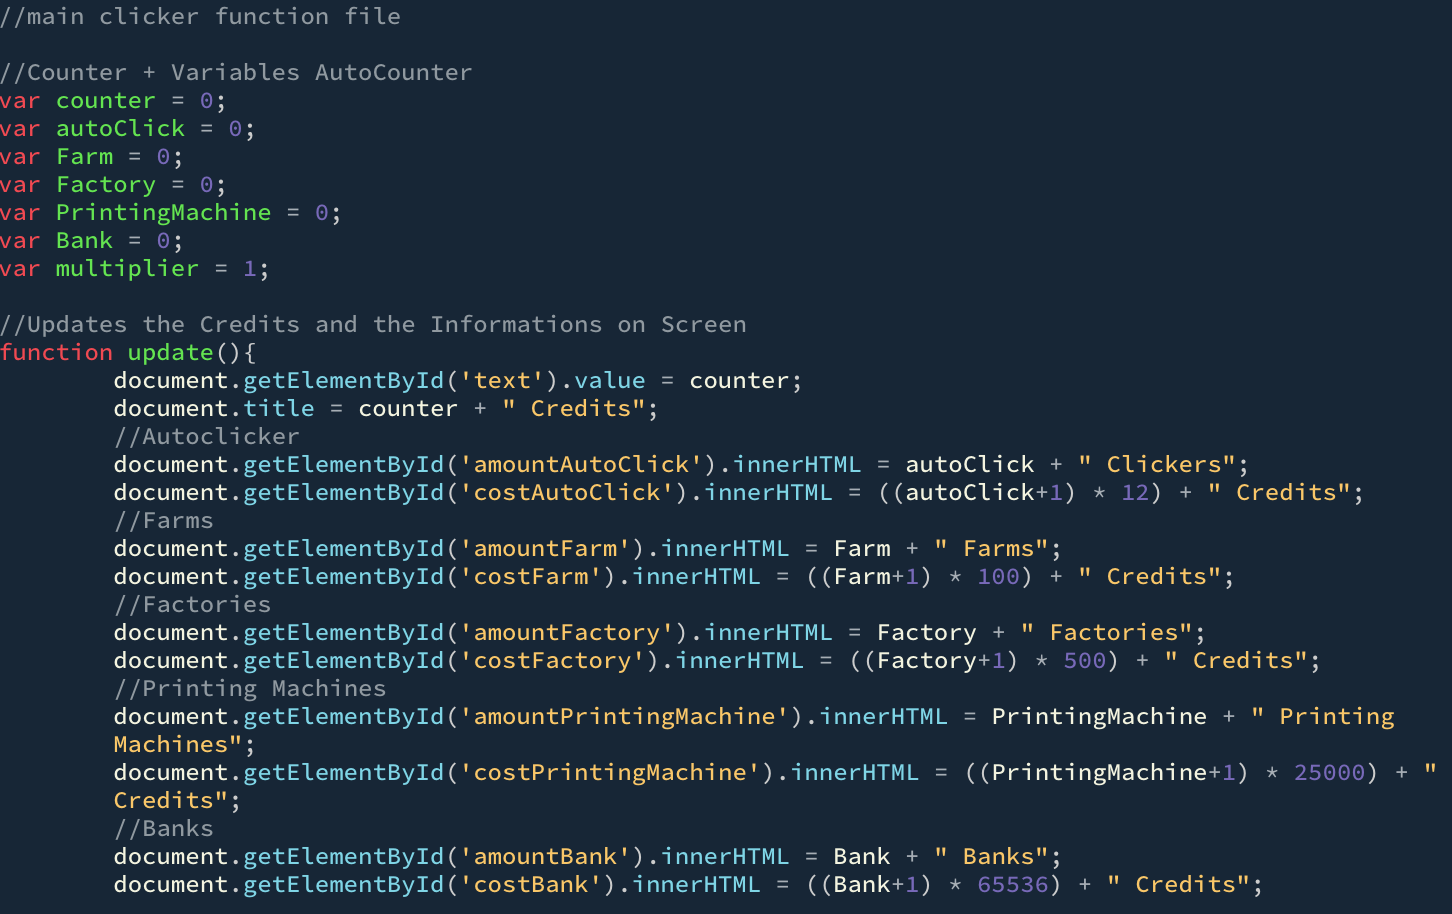 //main clicker function file
//Counter + Variables AutoCounter
var counter = 0;
var autoClick = 0;
var Farm = 0;
var Factory = 0;
var PrintingMachine = 0;
var Bank = 0;
var multiplier = 1;
//Updates the Credits and the Informations on Screen
function update(){
document.getElementById('text').value = counter;
document.title = counter + " Credits";
//Autoclicker
document.getElementById('amountAutoClick').innerHTML = autoClick + " Clickers";
document.getElementById('costAutoClick').innerHTML = ((autoClick+1) * 12) + " Credits";
//Farms
document.getElementById('amountFarm').innerHTML = Farm + " Farms";
document.getElementById('costFarm').innerHTML = ((Farm+1) * 100) + " Credits";
//Factories
document.getElementById('amountFactory').innerHTML = Factory + " Factories";
document.getElementById('costFactory').innerHTML = ((Factory+1) * 500) + " Credits";
//Printing Machines
document.getElementById('amountPrintingMachine').innerHTML = PrintingMachine + " Printing
Machines";
document.getElementById('costPrintingMachine').innerHTML = ((PrintingMachine+1) * 25000) + "
Credits";
//Banks
document.getElementById('amountBank').innerHTML = Bank + " Banks";
document.getElementById('costBank').innerHTML = ((Bank+1) * 65536) + " Credits";